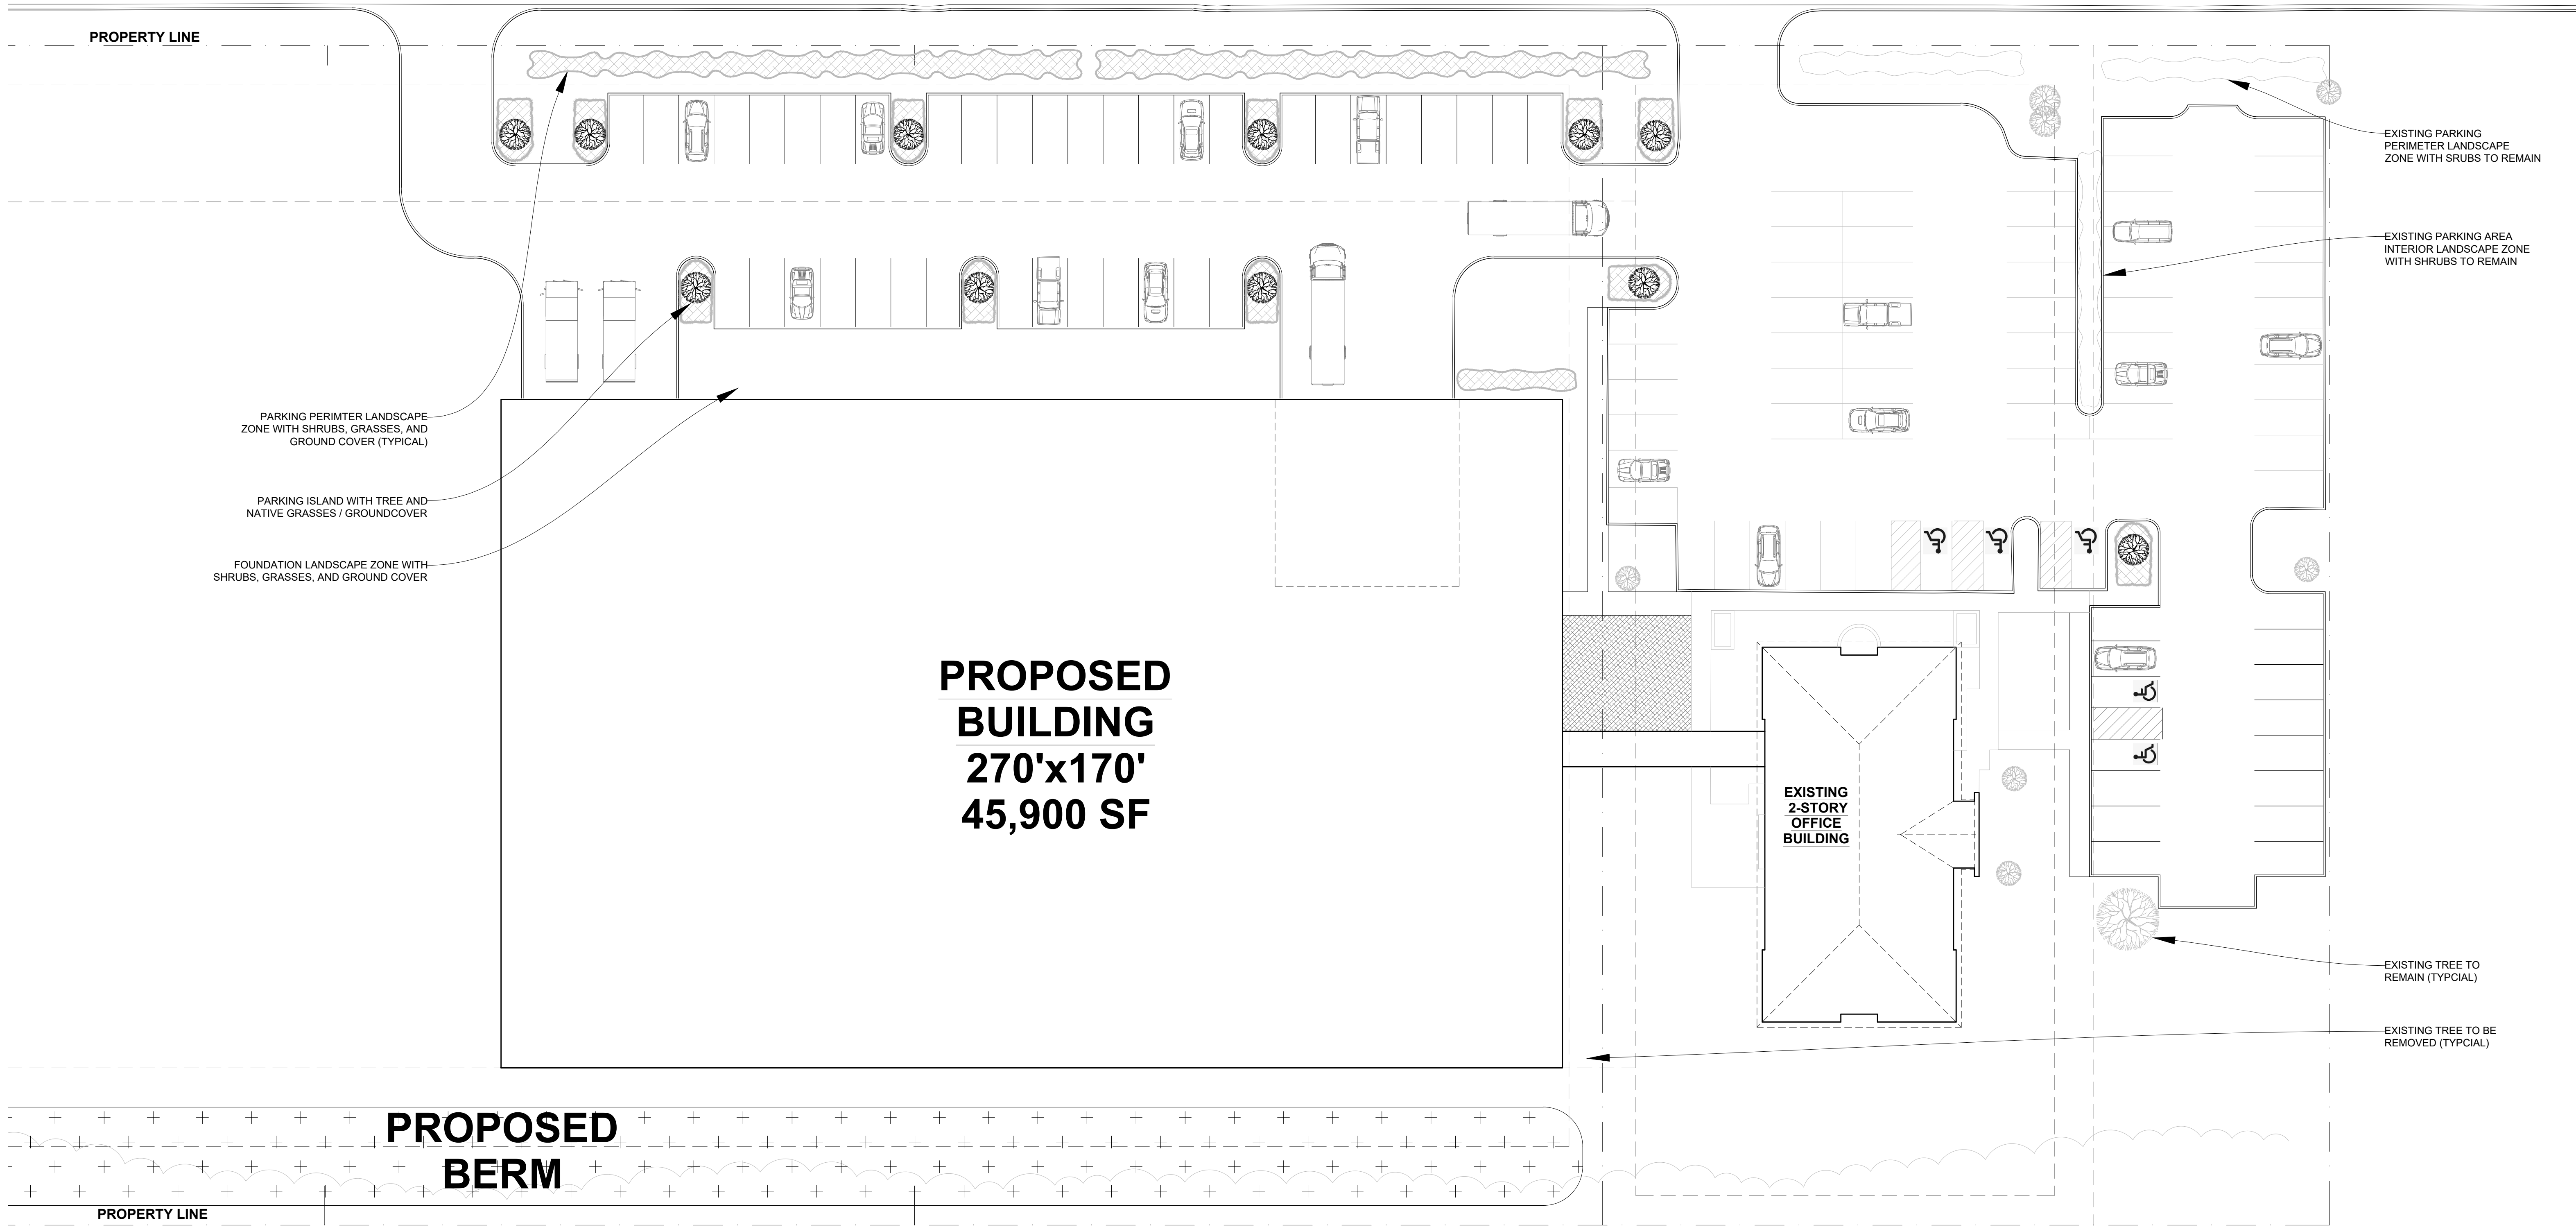 PROPERTY LINE
EXISTING PARKING
PERIMETER LANDSCAPE
ZONE WITH SRUBS TO REMAIN
EXISTING PARKING AREA
INTERIOR LANDSCAPE ZONE
WITH SHRUBS TO REMAIN
PARKING PERIMTER LANDSCAPE
ZONE WITH SHRUBS, GRASSES, AND
GROUND COVER (TYPICAL)
PARKING ISLAND WITH TREE AND
NATIVE GRASSES / GROUNDCOVER
FOUNDATION LANDSCAPE ZONE WITH
SHRUBS, GRASSES, AND GROUND COVER
PROPOSED
BUILDING
270'x170'
45,900 SF
EXISTING
2-STORY
OFFICE
BUILDING
EXISTING TREE TO
REMAIN (TYPCIAL)
EXISTING TREE TO BE
REMOVED (TYPCIAL)
PROPOSED
BERM
PROPERTY LINE